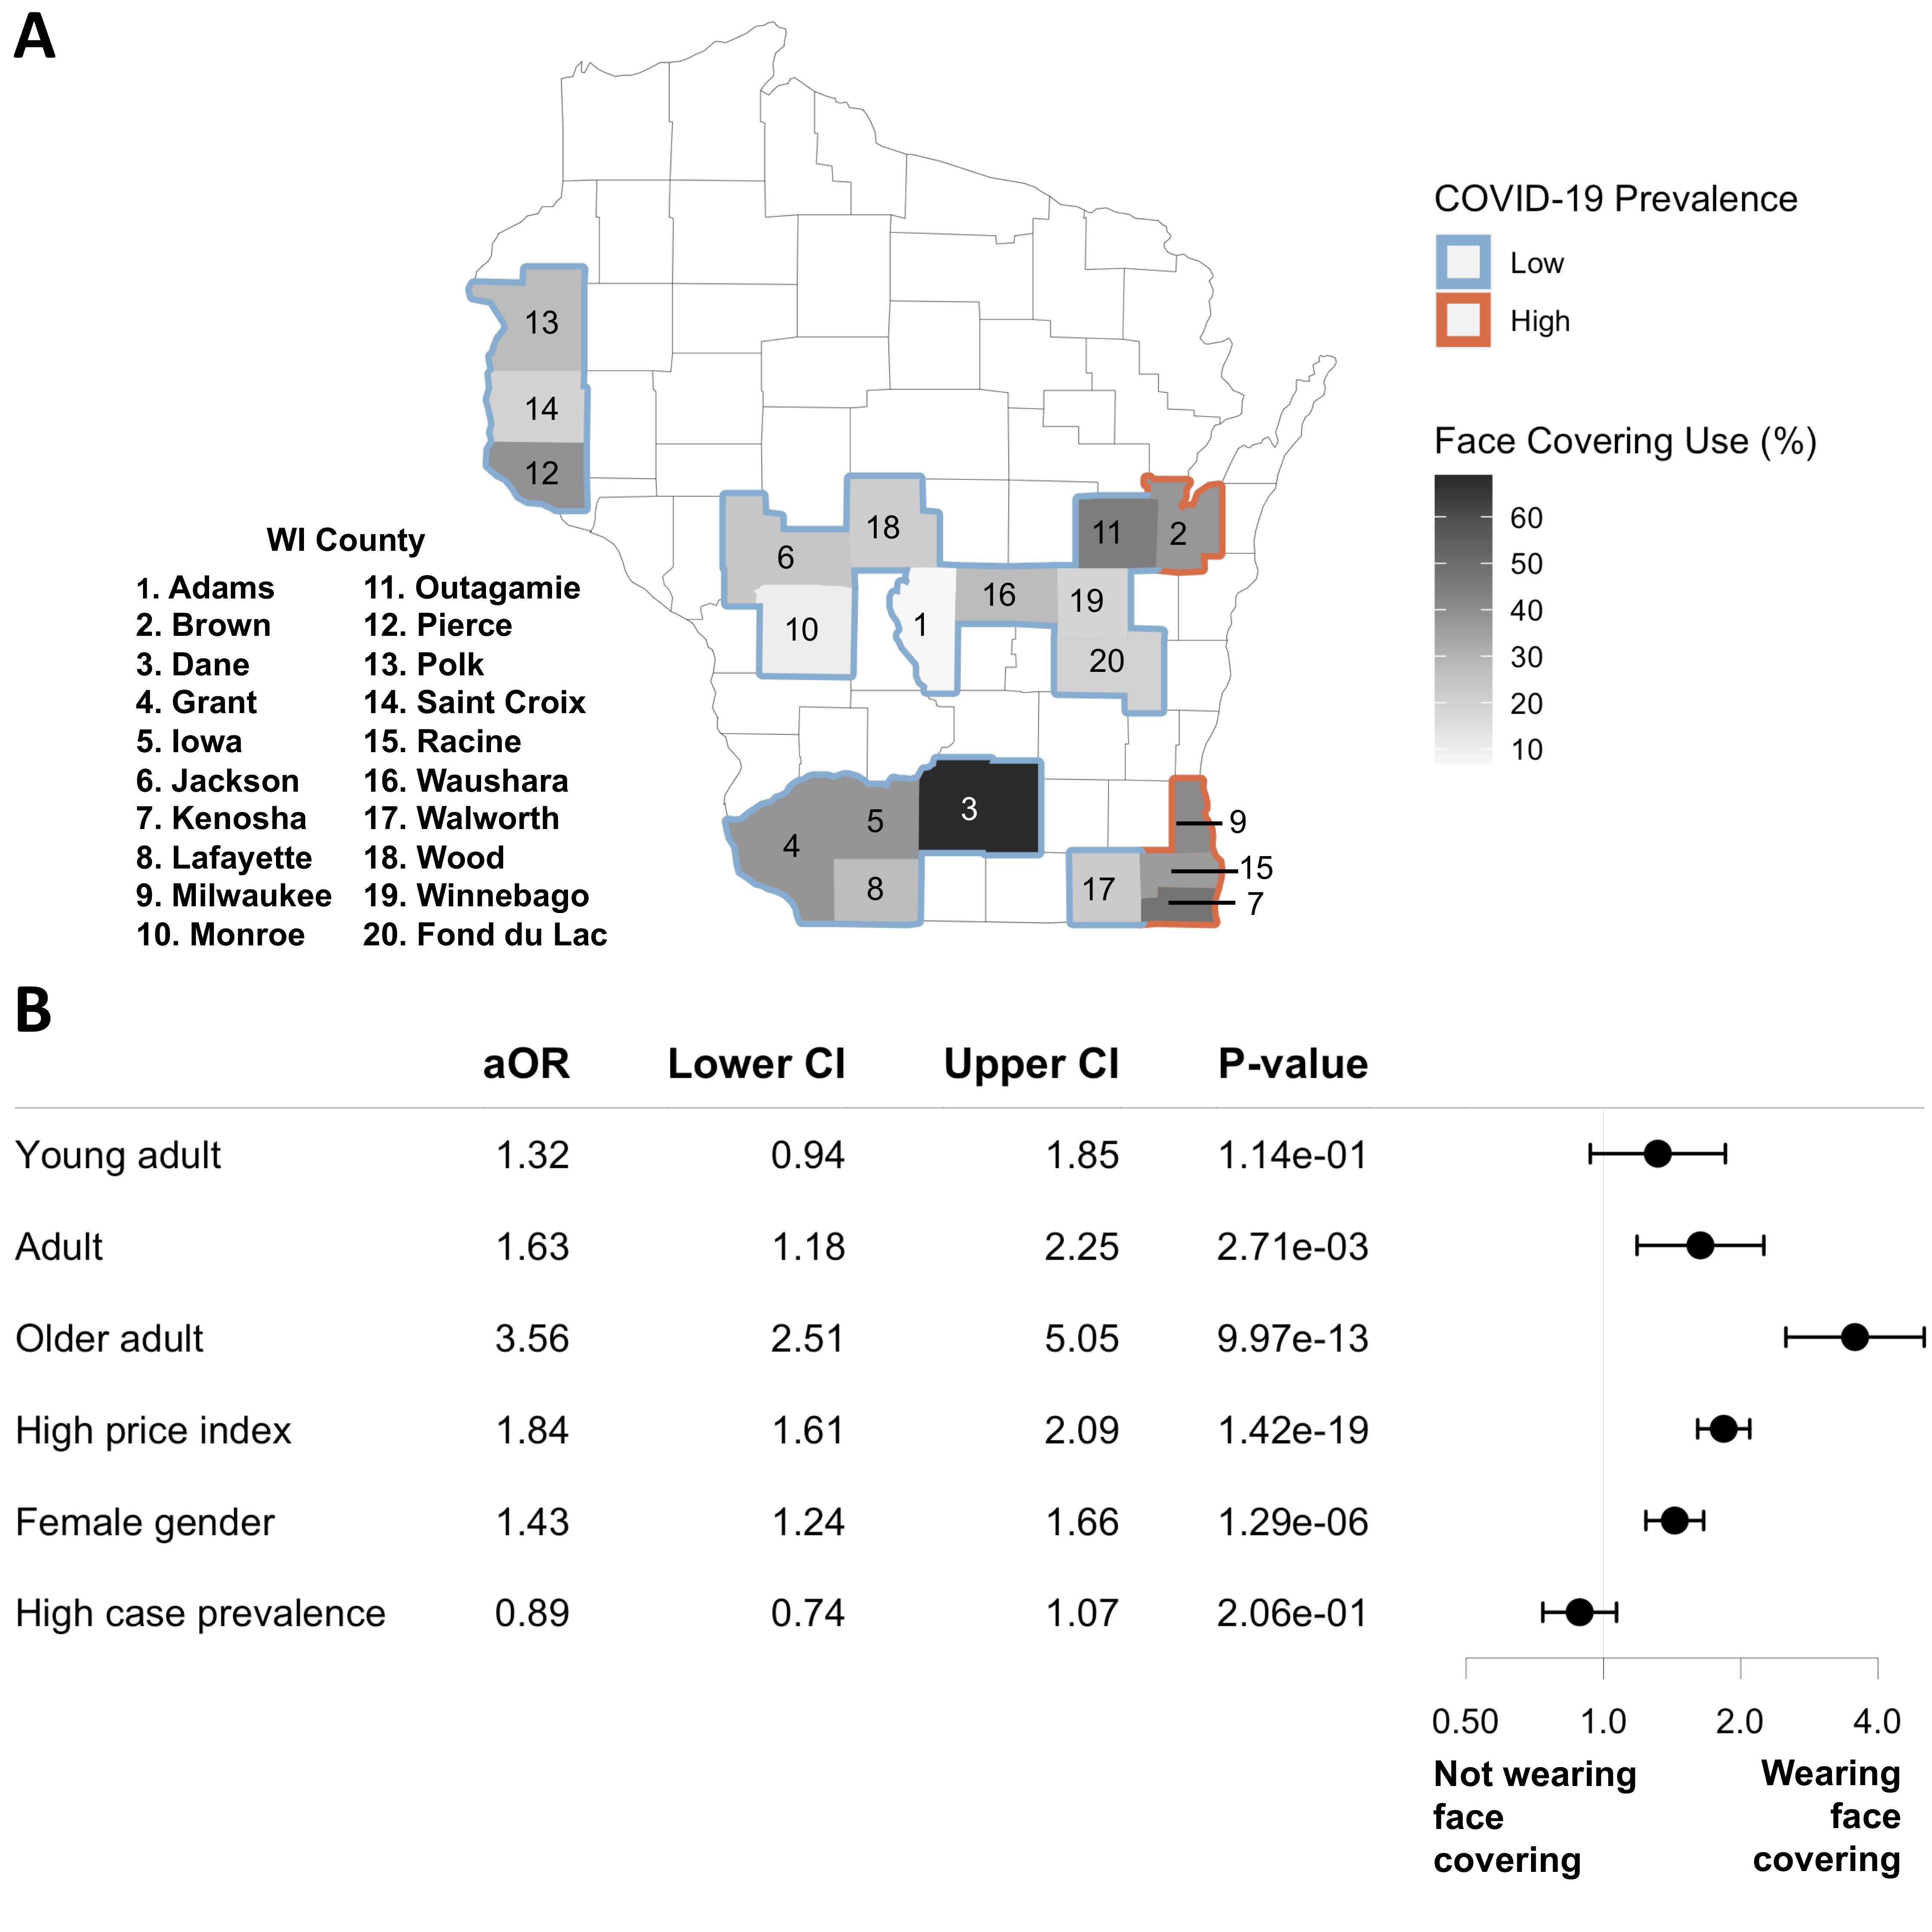 A
COVID-19 Prevalence
Low
High
Face Covering Use (%)
60
50
40
30
20
10
13
14
12
18
6
10
1
16
19
20
11
2
3
5
4
8
17
9
15
7
WI County
1. Adams
2. Brown
3. Dane
4. Grant
5. Iowa
6. Jackson
7. Kenosha
8. Lafayette
9. Milwaukee
10. Monroe
11. Outagamie
12. Pierce
13. Polk
14. Saint Croix
15. Racine
16. Waushara
17. Walworth
18. Wood
19. Winnebago
20. Fond du Lac
B
aOR Lower CI Upper CI P-value
Young adult 1.32 0.94 1.85 1.14e-01
Adult 1.63 1.18 2.25 2.71e-03
Older adult 3.56 2.51 5.05 9.97e-13
High price index 1.84 1.61 2.09 1.42e-19
Female gender 1.43 1.24 1.66 1.29e-06
High case prevalence 0.89 0.74 1.07 2.06e-01
0.50 1.0 2.0 4.0
Not wearing
face
covering
Wearing
face
covering